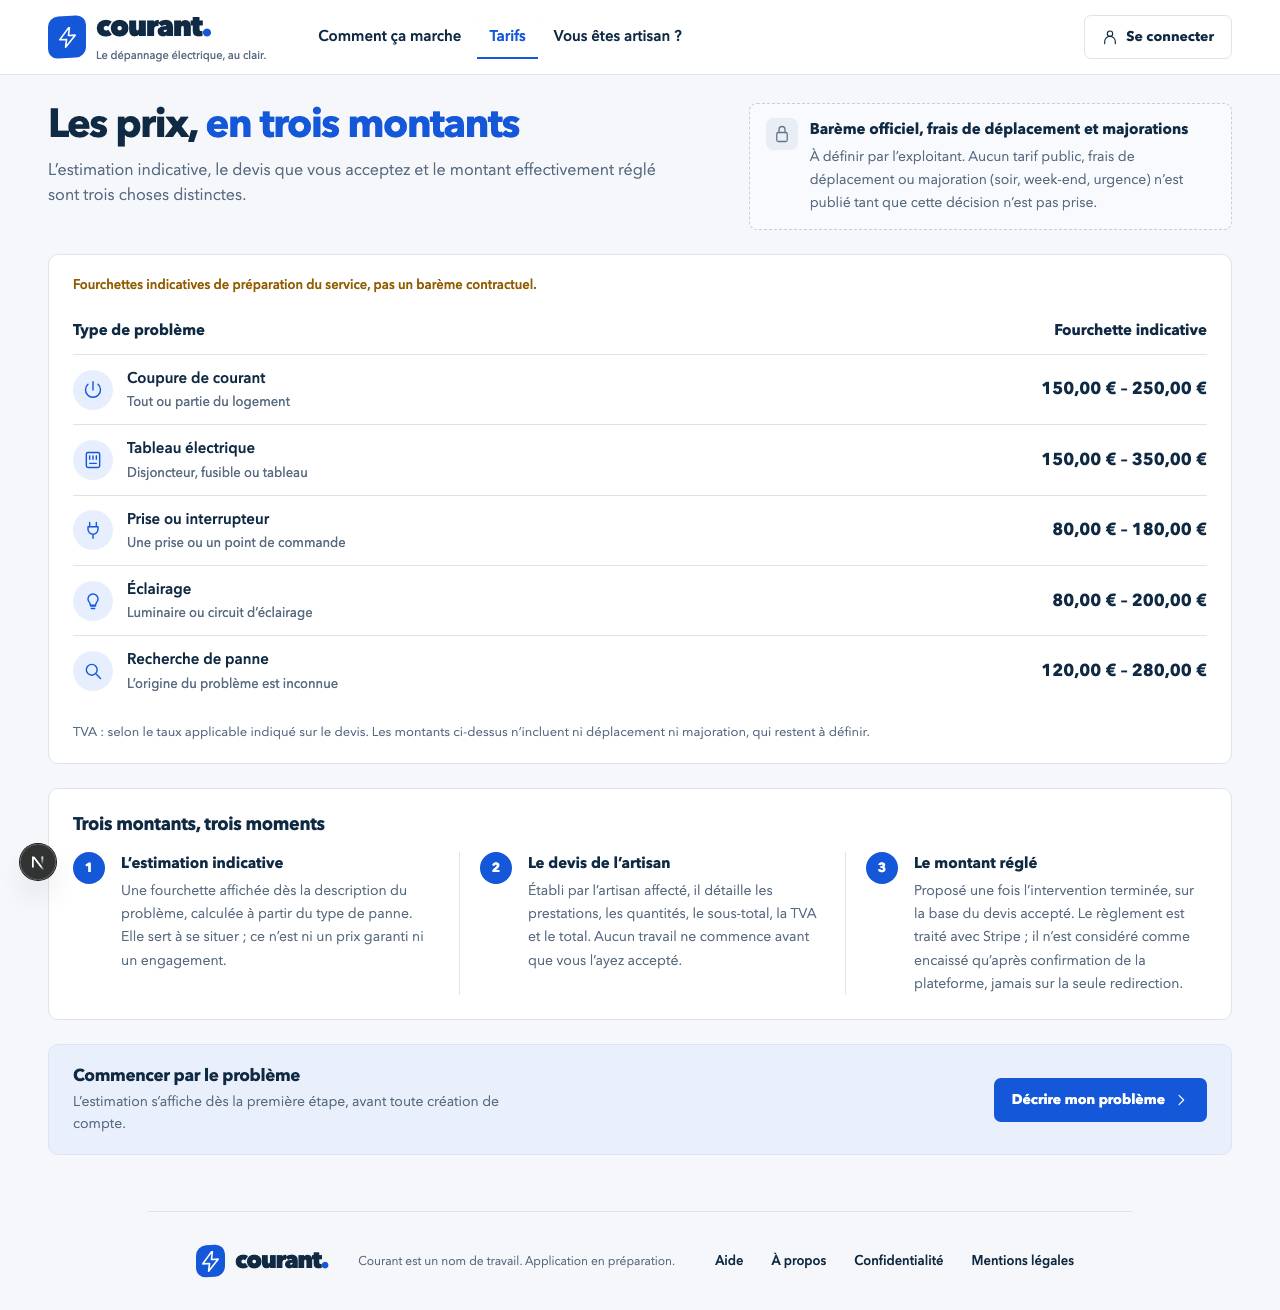 courant.
Le dépannage électrique, au clair.
Comment ça marche
Tarifs
Vous êtes artisan ?
Se connecter
Les prix, en trois montants
L’estimation indicative, le devis que vous acceptez et le montant effectivement réglé
sont trois choses distinctes.
Barème officiel, frais de déplacement et majorations
À définir par l’exploitant. Aucun tarif public, frais de
déplacement ou majoration (soir, week-end, urgence) n’est
publié tant que cette décision n’est pas prise.
Fourchettes indicatives de préparation du service, pas un barème contractuel.
Type de problème
Fourchette indicative
Coupure de courant
Tout ou partie du logement
150,00 € – 250,00 €
Tableau électrique
Disjoncteur, fusible ou tableau
150,00 € – 350,00 €
Prise ou interrupteur
Une prise ou un point de commande
80,00 € – 180,00 €
Éclairage
Luminaire ou circuit d’éclairage
80,00 € – 200,00 €
Recherche de panne
L’origine du problème est inconnue
120,00 € – 280,00 €
TVA : selon le taux applicable indiqué sur le devis. Les montants ci-dessus n’incluent ni déplacement ni majoration, qui restent à définir.
Trois montants, trois moments
N
1
L’estimation indicative
Une fourchette affichée dès la description du
problème, calculée à partir du type de panne.
Elle sert à se situer ; ce n’est ni un prix garanti ni
un engagement.
2
Le devis de l’artisan
Établi par l’artisan affecté, il détaille les
prestations, les quantités, le sous-total, la TVA
et le total. Aucun travail ne commence avant
que vous l’ayez accepté.
3
Le montant réglé
Proposé une fois l’intervention terminée, sur
la base du devis accepté. Le règlement est
traité avec Stripe ; il n’est considéré comme
encaissé qu’après confirmation de la
plateforme, jamais sur la seule redirection.
Commencer par le problème
L’estimation s’affiche dès la première étape, avant toute création de
compte.
Décrire mon problème
courant.
Courant est un nom de travail. Application en préparation.
Aide
À propos
Confidentialité
Mentions légales